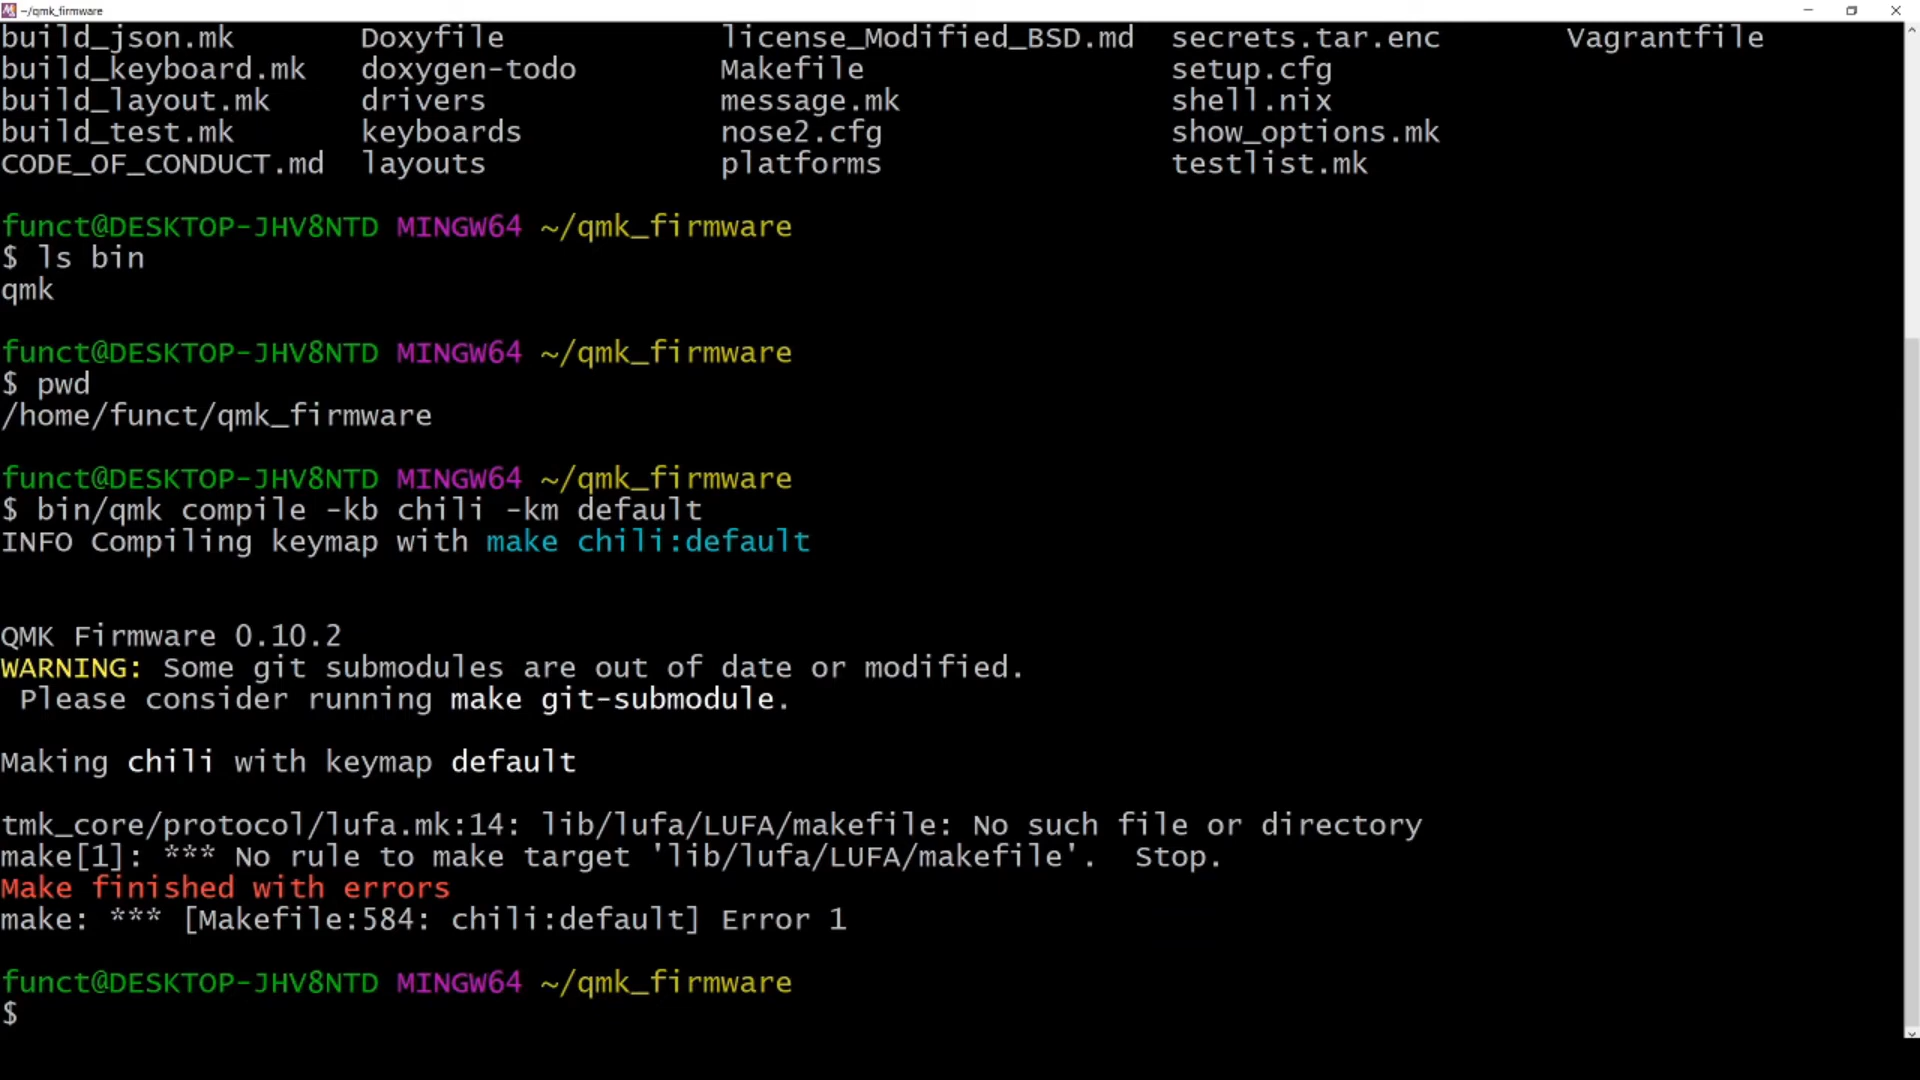 ~/qmk_firmware
build_json.mk Doxyfile license_Modified_BSD.md secrets.tar.enc Vagrantfile
build_keyboard.mk doxygen-todo Makefile setup.cfg
build_layout.mk drivers message.mk shell.nix
build_test.mk keyboards nose2.cfg show_options.mk
CODE_OF_CONDUCT.md layouts platforms testlist.mk
funct@DESKTOP-JHV8NTD MINGW64 ~/qmk_firmware
$ ls bin
qmk
funct@DESKTOP-JHV8NTD MINGW64 ~/qmk_firmware
$ pwd
/home/funct/qmk_firmware
funct@DESKTOP-JHV8NTD MINGW64 ~/qmk_firmware
$ bin/qmk compile -kb chili -km default
INFO Compiling keymap with make chili:default
QMK Firmware 0.10.2
WARNING: Some git submodules are out of date or modified.
Please consider running make git-submodule.
Making chili with keymap default
tmk_core/protocol/lufa.mk:14: lib/lufa/LUFA/makefile: No such file or directory
make[1]: *** No rule to make target 'lib/lufa/LUFA/makefile'.  Stop.
Make finished with errors
make: *** [Makefile:584: chili:default] Error 1
funct@DESKTOP-JHV8NTD MINGW64 ~/qmk_firmware
$